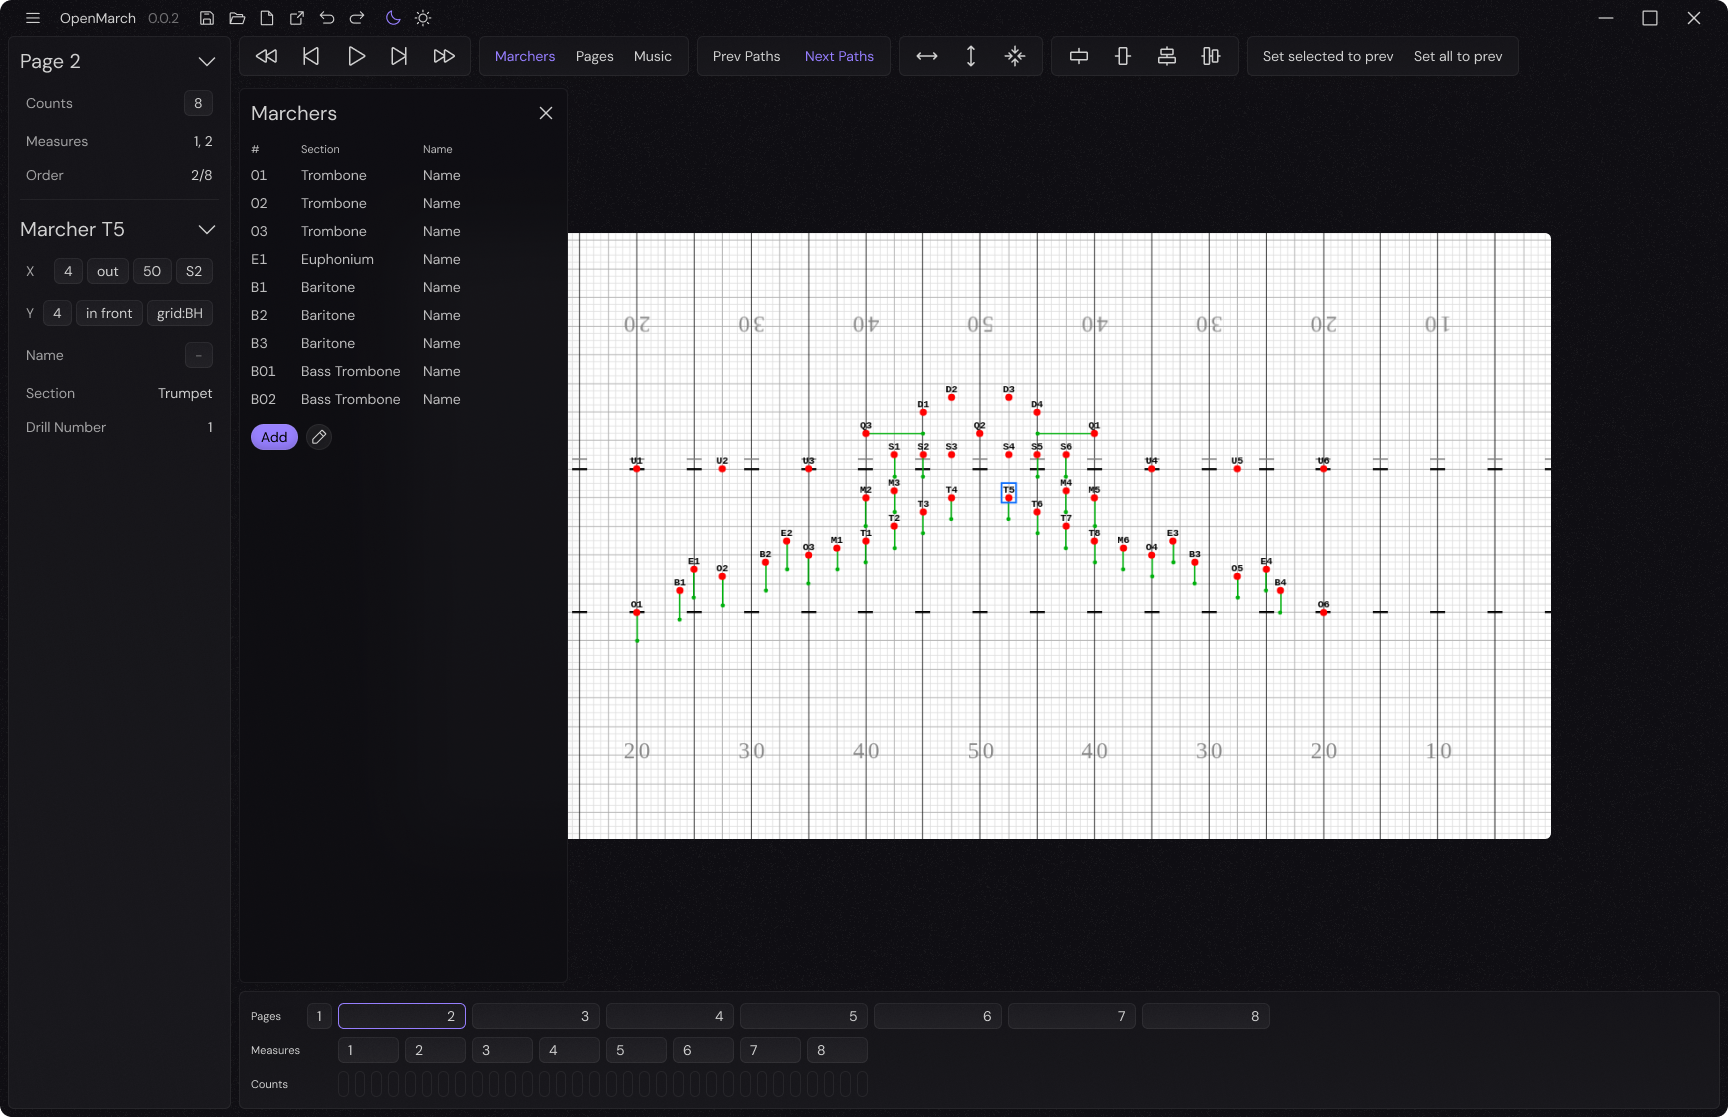 OpenMarch 0.0.2
Page 2
Counts 8
Measures 1, 2
Order 2/8
Marcher T5
X 4 out 50 S2
Y 4 in front grid:BH
Name -
Section Trumpet
Drill Number 1
Marchers Pages Music
Prev Paths Next Paths
Set selected to prev Set all to prev
Marchers
# Section Name
01 Trombone Name
02 Trombone Name
03 Trombone Name
E1 Euphonium Name
B1 Baritone Name
B2 Baritone Name
B3 Baritone Name
B01 Bass Trombone Name
B02 Bass Trombone Name
Add
20 30 40 50 40 30 20 10
D2 D3
D1 D4
Q3 Q2 Q1
S1 S2 S3 S4 S5 S6
U1 U2 U3 U4 U5 U6
M3 M4
M2 T4 T5 M5
T3 T6
T2 T7
E2 T1 T8 E3
O3 M1 M6 O4
B2 B3
E1 O2 O5 E4
B1 B4
O1 O6
20 30 40 50 40 30 20 10
Pages 1 2 3 4 5 6 7 8
Measures 1 2 3 4 5 6 7 8
Counts